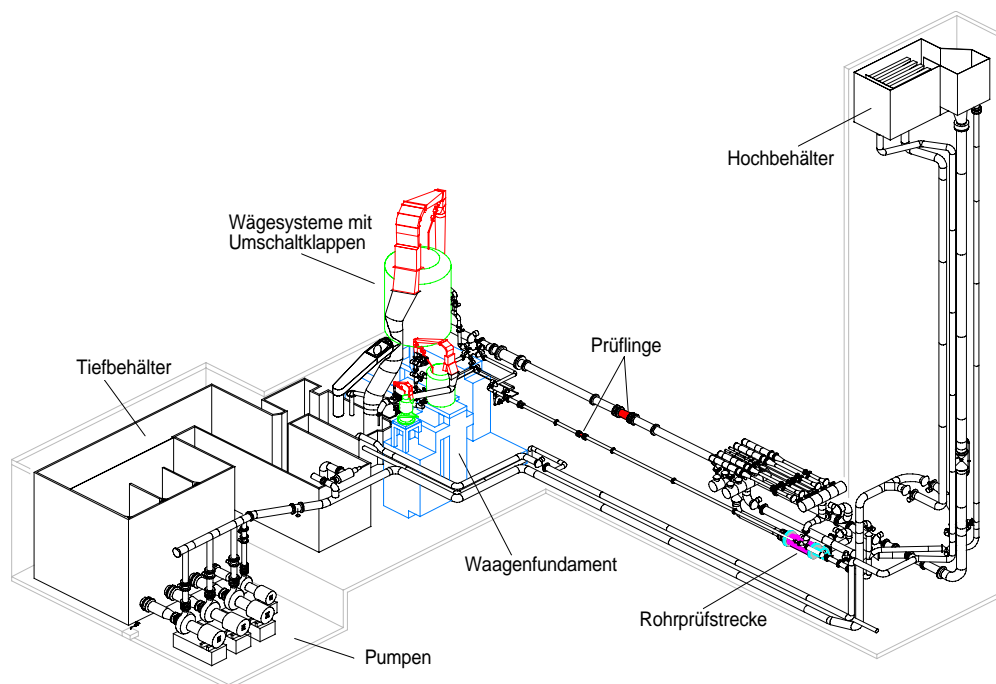 Hochbehälter
Wägesysteme mit
Umschaltklappen
Prüflinge
Tiefbehälter
Waagenfundament
Rohrprüfstrecke
Pumpen